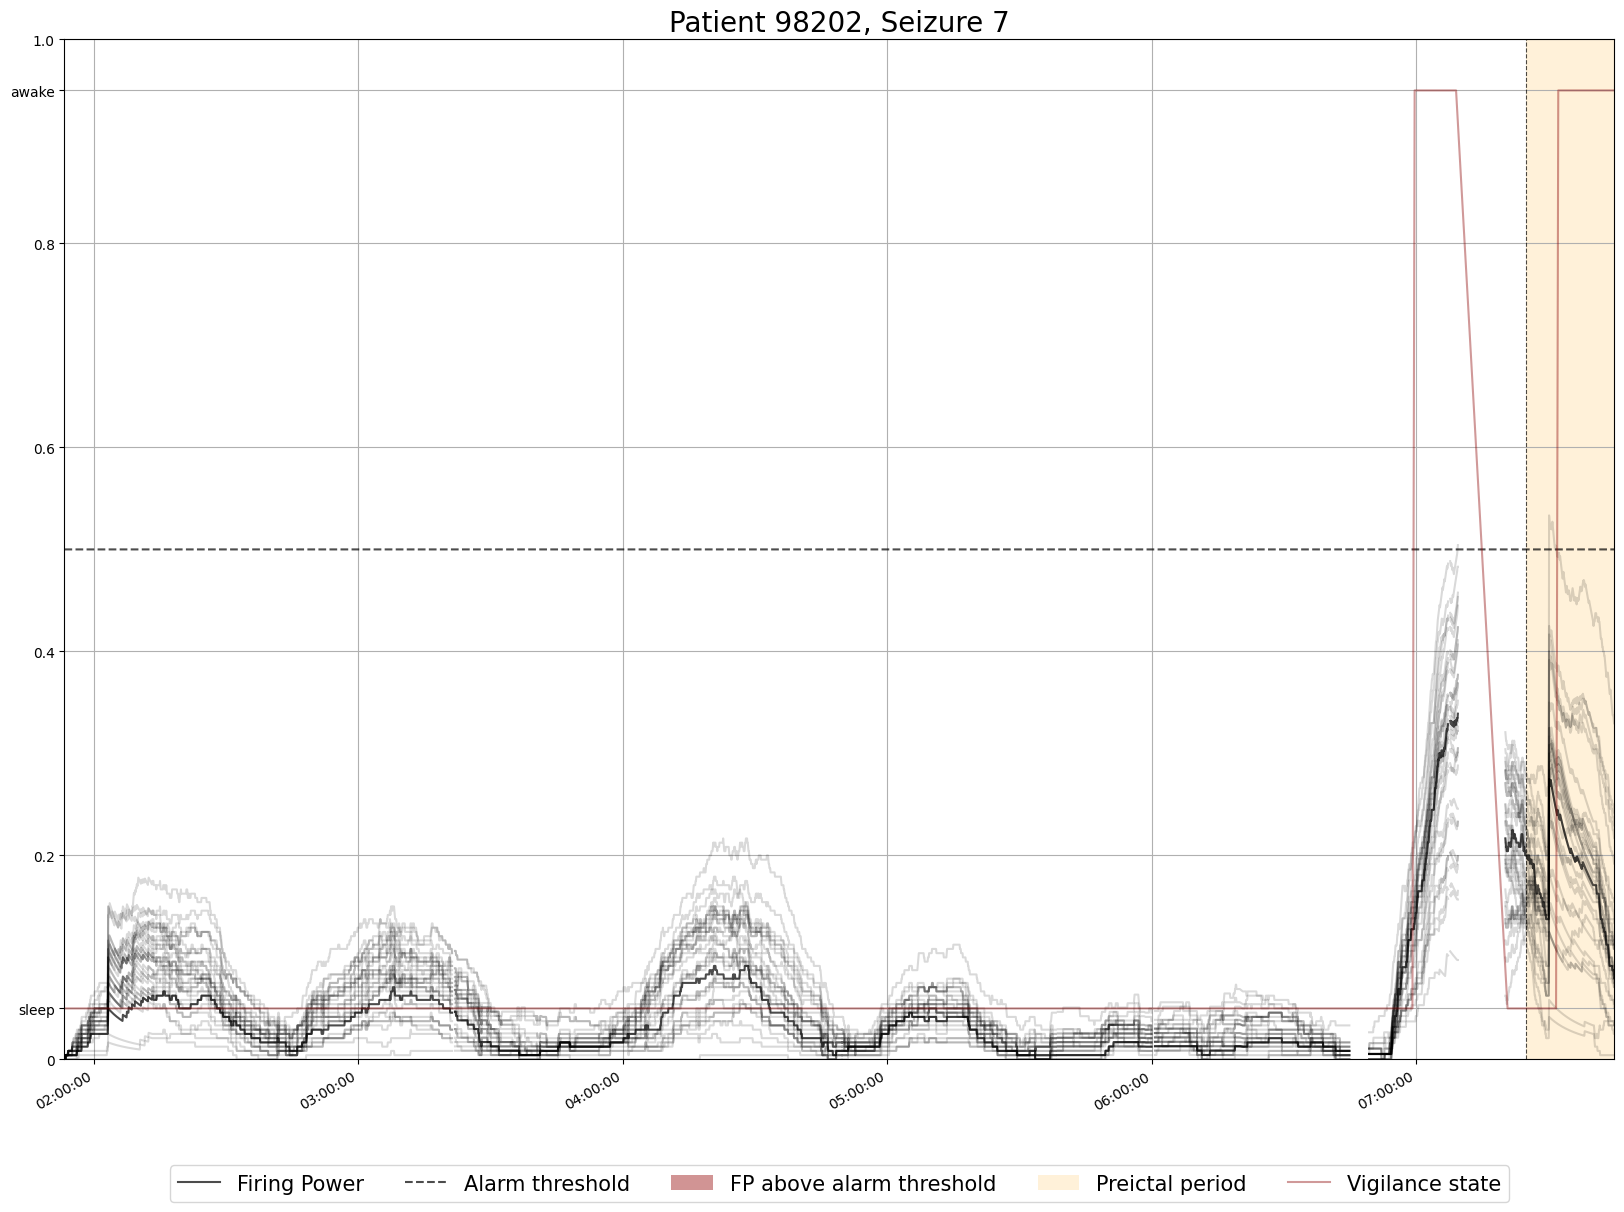 Patient 98202, Seizure 7
1.0
awake
0.8
0.6
0.4
0.2
sleep
0
02:00:00
03:00:00
04:00:00
05:00:00
06:00:00
07:00:00
Firing Power
Alarm threshold
FP above alarm threshold
Preictal period
Vigilance state